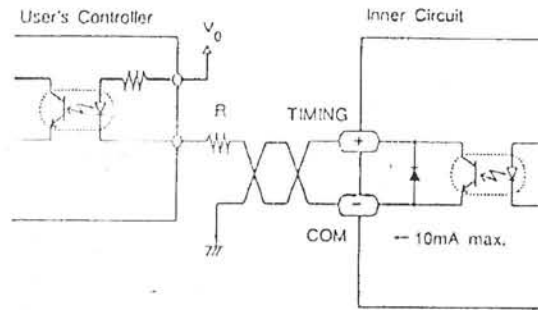 User's Controller
Inner Circuit
V0
R
TIMING
+
−
COM
← 10mA max.